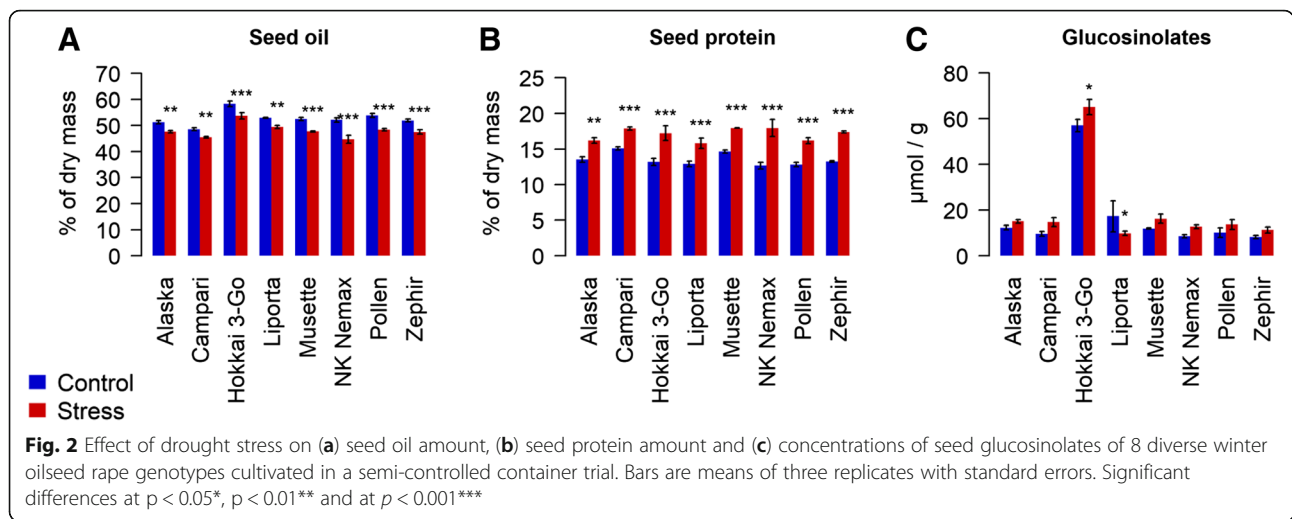 A Seed oil
% of dry mass
70
60
50
40
30
20
10
0
** ** *** ** *** *** *** ***
Alaska
Campari
Hokkai 3-Go
Liporta
Musette
NK Nemax
Pollen
Zephir
B Seed protein
% of dry mass
25
20
15
10
5
0
** *** *** *** *** *** *** ***
Alaska
Campari
Hokkai 3-Go
Liporta
Musette
NK Nemax
Pollen
Zephir
C Glucosinolates
µmol / g
80
60
40
20
0
* *
Alaska
Campari
Hokkai 3-Go
Liporta
Musette
NK Nemax
Pollen
Zephir
Control
Stress
Fig. 2 Effect of drought stress on (a) seed oil amount, (b) seed protein amount and (c) concentrations of seed glucosinolates of 8 diverse winter
oilseed rape genotypes cultivated in a semi-controlled container trial. Bars are means of three replicates with standard errors. Significant
differences at p < 0.05*, p < 0.01** and at p < 0.001***